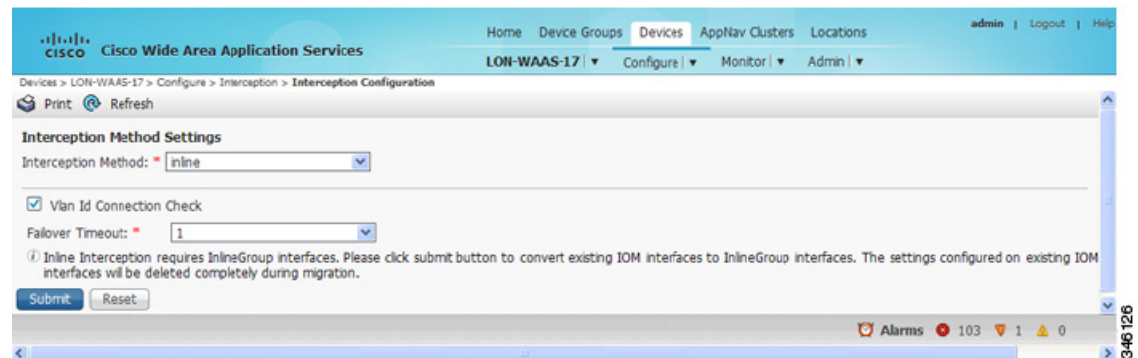 Home Device Groups Devices AppNav Clusters Locations
admin | Logout | Help
CISCO Cisco Wide Area Application Services
LON-WAAS-17 Configure Monitor Admin
Devices > LON-WAAS-17 > Configure > Interception > Interception Configuration
Print Refresh
Interception Method Settings
Interception Method: * inline
Vlan Id Connection Check
Failover Timeout: * 1
Inline Interception requires InlineGroup interfaces. Please click submit button to convert existing IOM interfaces to InlineGroup interfaces. The settings configured on existing IOM
interfaces will be deleted completely during migration.
Submit Reset
Alarms 103 1 0
346126